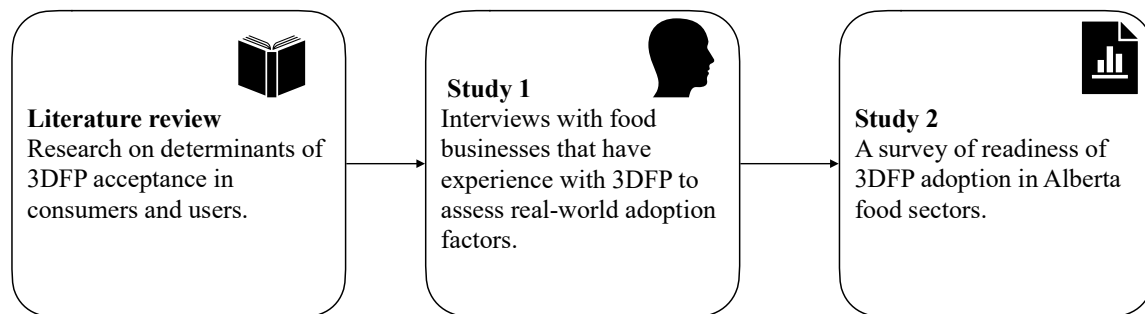 Literature review
Research on determinants of
3DFP acceptance in
consumers and users.
Study 1
Interviews with food
businesses that have
experience with 3DFP to
assess real-world adoption
factors.
Study 2
A survey of readiness of
3DFP adoption in Alberta
food sectors.